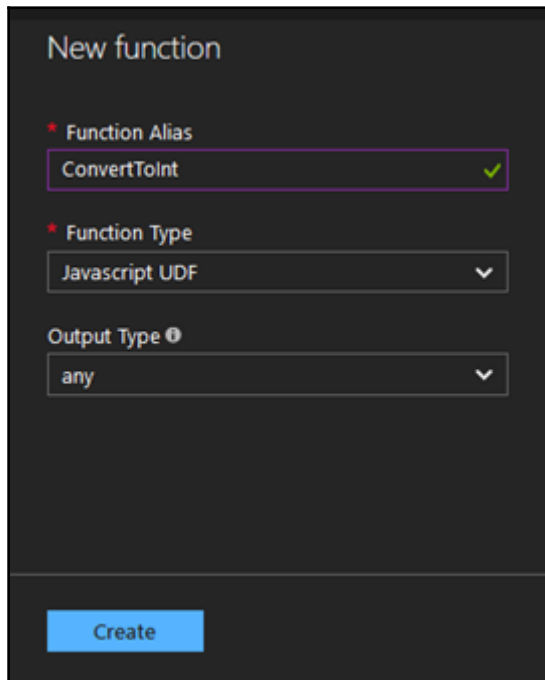 New function
* Function Alias
ConvertToInt
* Function Type
Javascript UDF
Output Type
any
Create